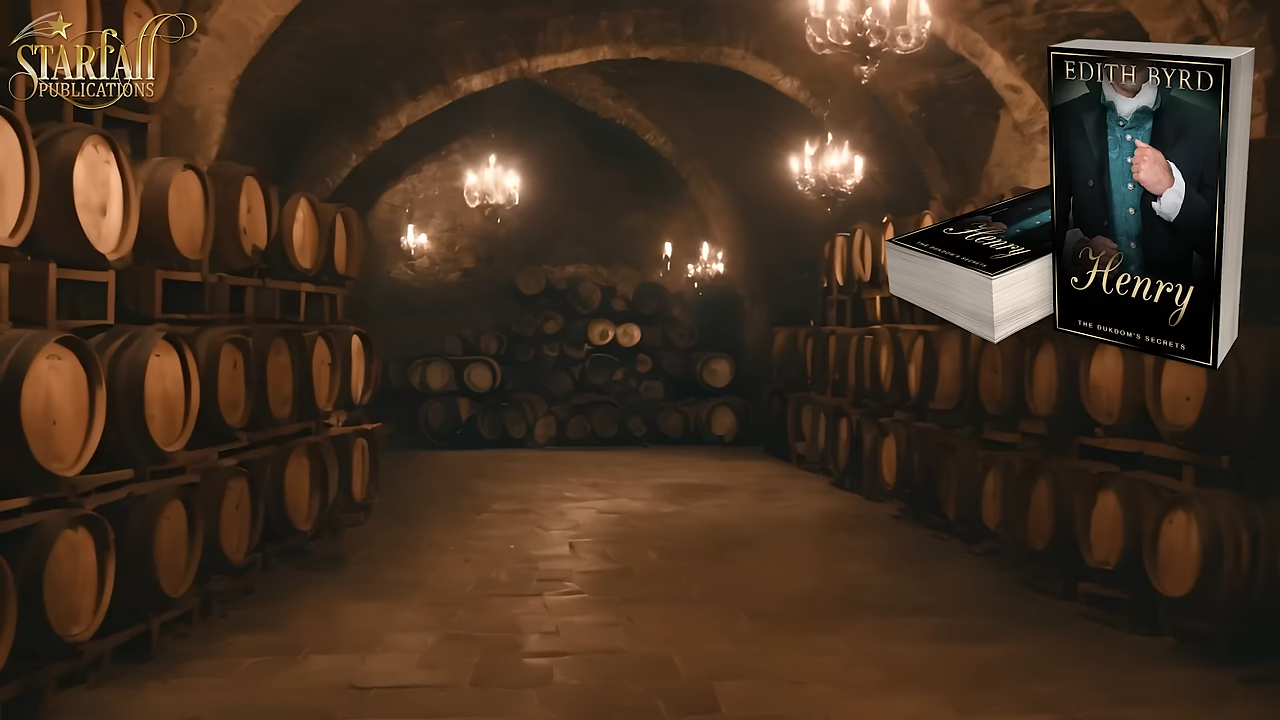 STARfall
PUBLICATIONS
EDITH BYRD
Henry
THE DUKDOM'S SECRETS
Henry
THE DUKDOM'S SECRETS